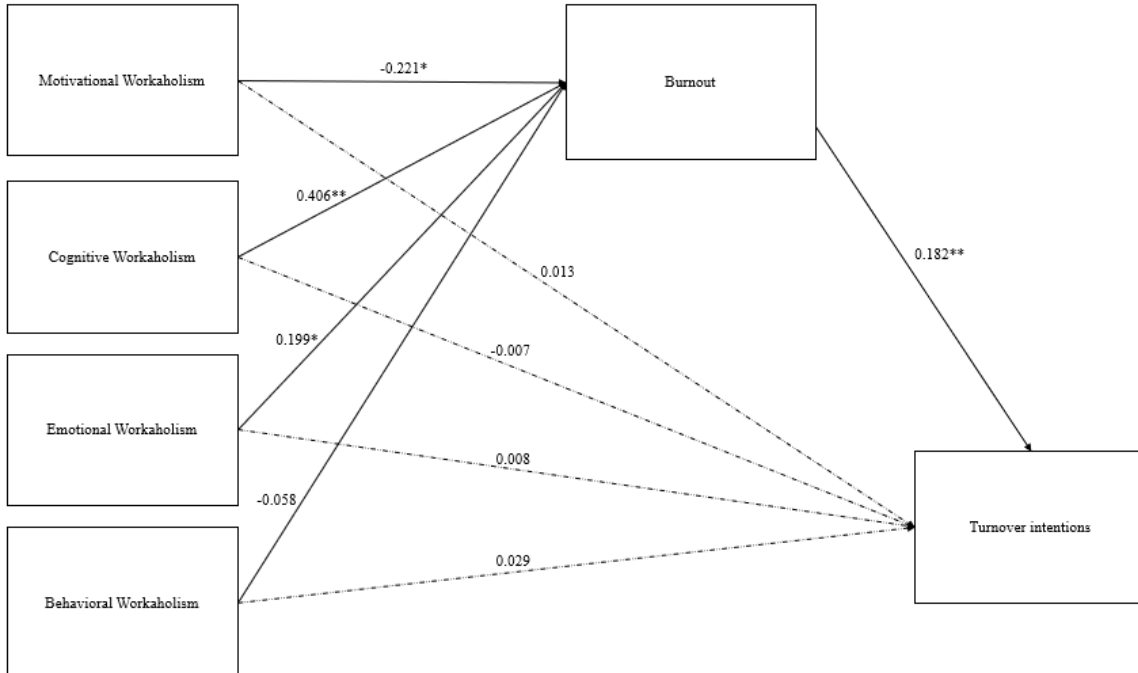 Motivational Workaholism
-0.221*
Burnout
0.406**
Cognitive Workaholism
0.013
0.182**
0.199*
-0.007
Emotional Workaholism
0.008
-0.058
Turnover intentions
0.029
Behavioral Workaholism